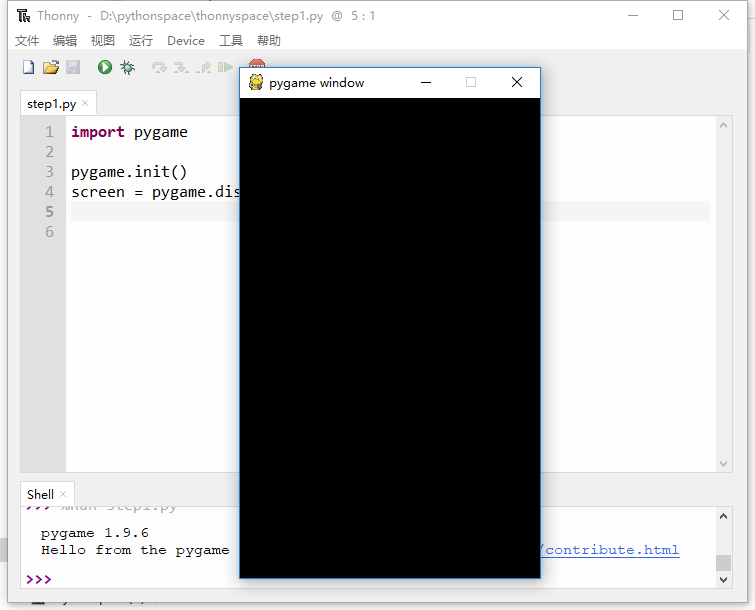 Thonny - D:\pythonspace\thonnyspace\step1.py @ 5 : 1
文件 编辑 视图 运行 Device 工具 帮助
step1.py ×
pygame window
1 import pygame
2
3 pygame.init()
4 screen = pygame.dis
5
6
Shell ×
>>> %Run step1.py
pygame 1.9.6
Hello from the pygame /contribute.html
>>>